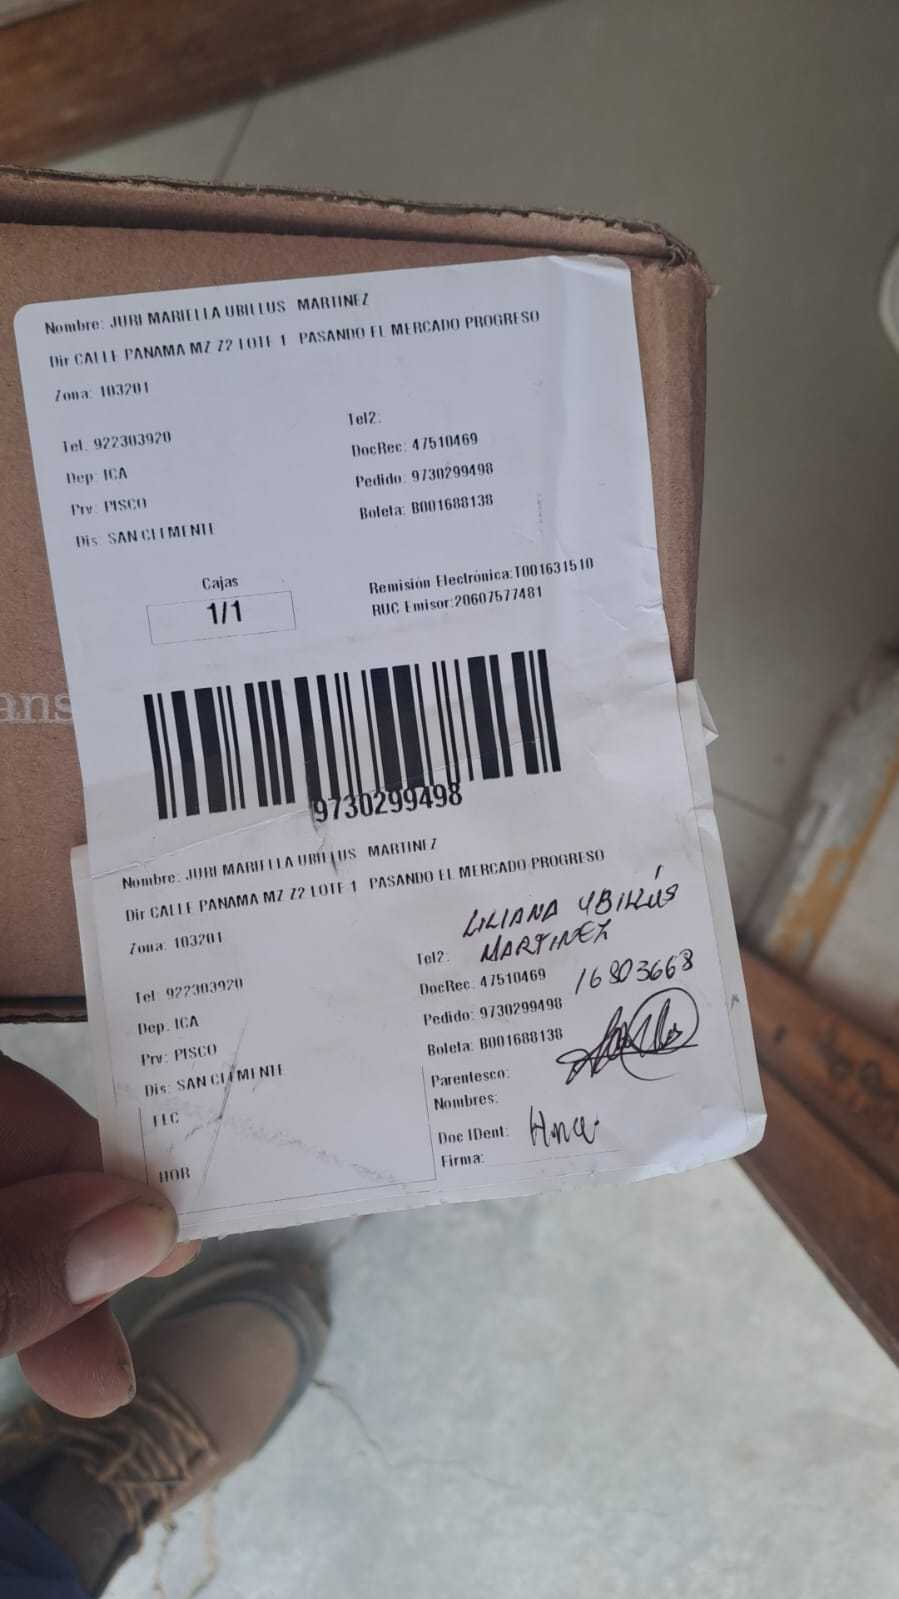 Nombre: JURI MARIELLA UBILLUS MARTINEZ
Dir CALLE PANAMA MZ Z2 LOTE 1 PASANDO EL MERCADO PROGRESO
Zona: 103201
Tel: 922303920 Tel2:
Dep: ICA DocRec: 47510469
Prv: PISCO Pedido: 9730299498
Dis: SAN CLEMENTE Boleta: B001688138
Cajas
1/1
Remisión Electrónica:T001631510
RUC Emisor:20607577481
ans
9730299498
Nombre: JURI MARIELLA UBILLUS MARTINEZ
Dir CALLE PANAMA MZ Z2 LOTE 1 PASANDO EL MERCADO PROGRESO
Zona: 103201
LILIANA UBILLÚS
Tel2: MARTINEZ
Tel: 922303920 DocRec: 47510469 16803668
Dep: ICA Pedido: 9730299498
Prv: PISCO Boleta: B001688138
Dis: SAN CLEMENTE Parentesco:
FEC Nombres:
Doc IDent:
HOR Firma: